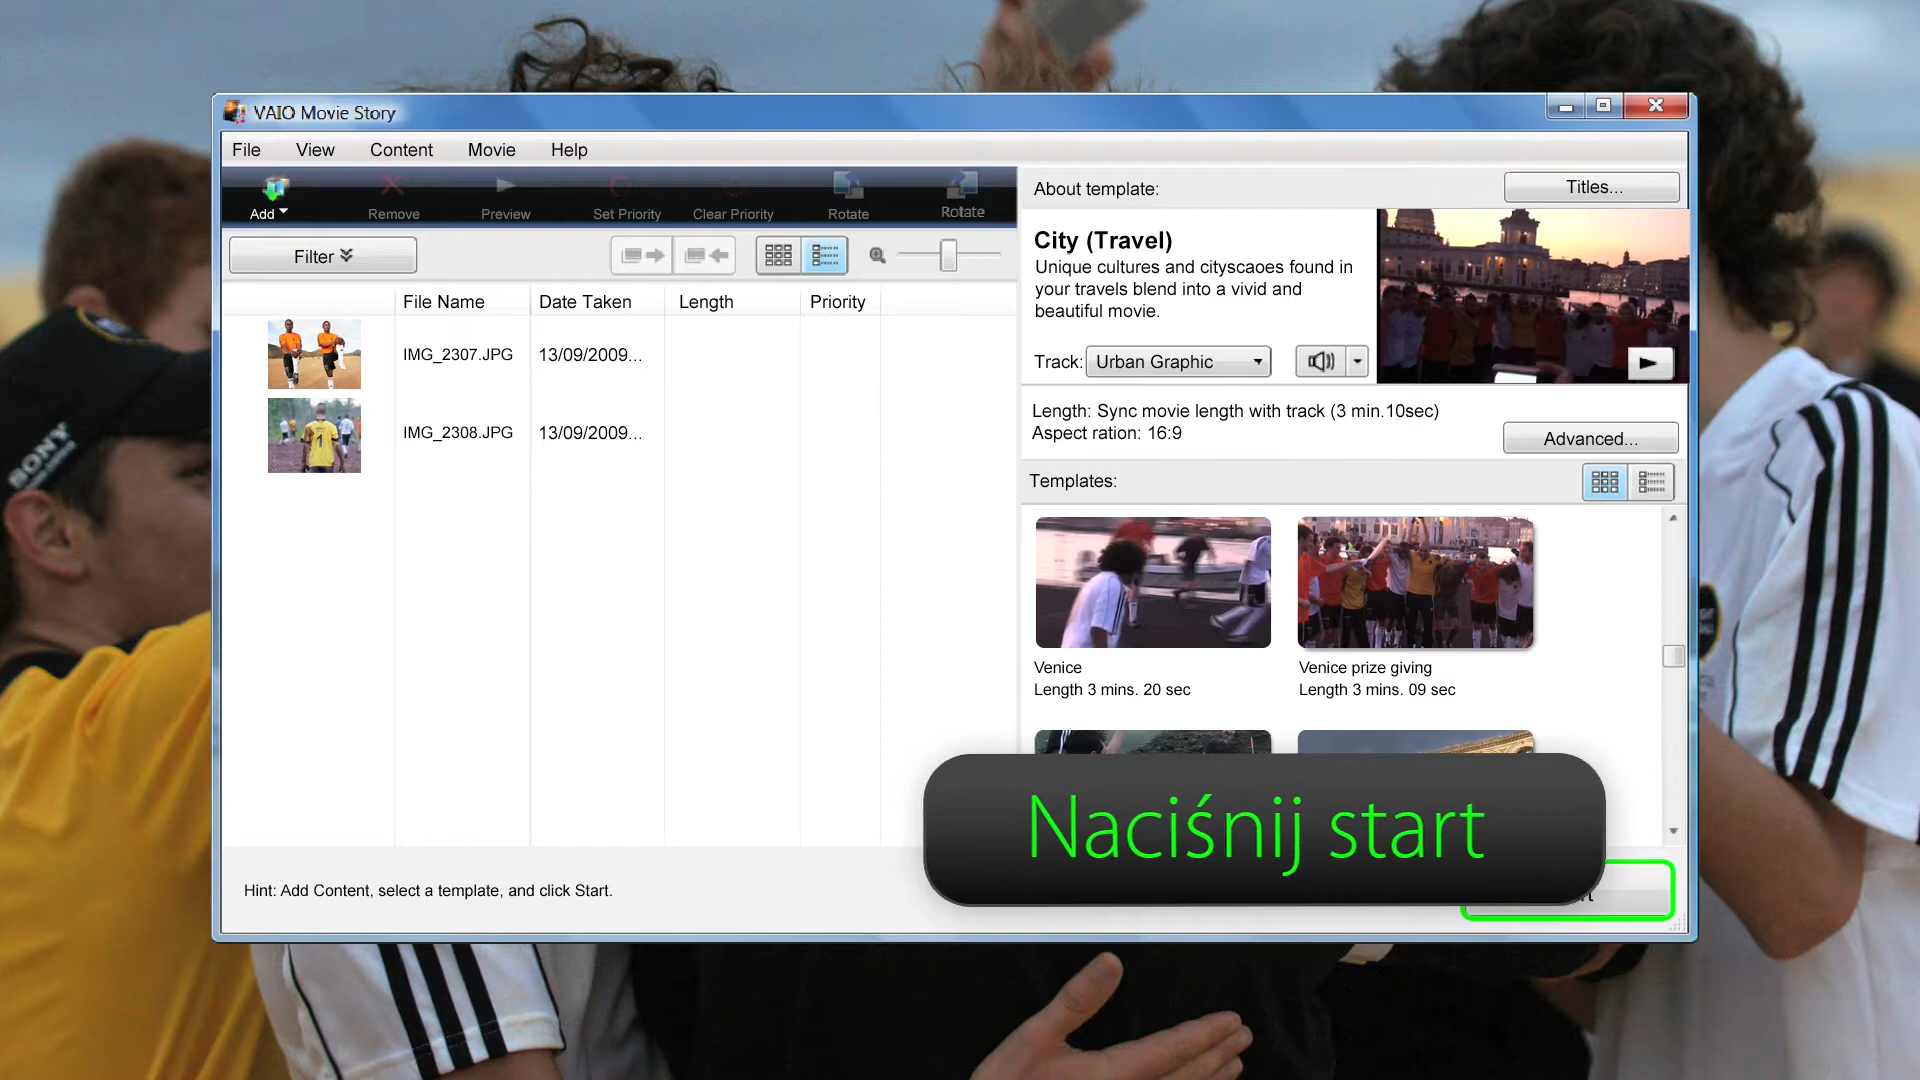 VAIO Movie Story
File View Content Movie Help
Add Remove Preview Set Priority Clear Priority Rotate Rotate
Filter
File Name Date Taken Length Priority
IMG_2307.JPG 13/09/2009...
IMG_2308.JPG 13/09/2009...
About template: Titles...
City (Travel)
Unique cultures and cityscaoes found in
your travels blend into a vivid and
beautiful movie.
Track: Urban Graphic
Length: Sync movie length with track (3 min.10sec)
Aspect ration: 16:9
Advanced...
Templates:
Venice
Length 3 mins. 20 sec
Venice prize giving
Length 3 mins. 09 sec
Naciśnij start
Hint: Add Content, select a template, and click Start.
SONY
1